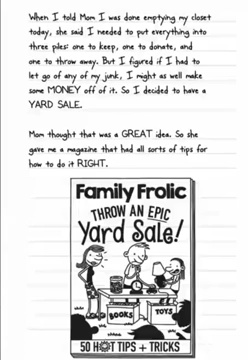 When I told Mom I was done emptying my closet
today, she said I needed to put everything into
three piles: one to keep, one to donate, and
one to throw away. But I figured if I had to
let go of any of my junk, I might as well make
some MONEY off of it. So I decided to have a
YARD SALE.
Mom thought that was a GREAT idea. So she
gave me a magazine that had all sorts of tips for
how to do it RIGHT.
Family Frolic
THROW AN EPIC
Yard Sale!
BOOKS
TOYS
50 HOT TIPS + TRICKS